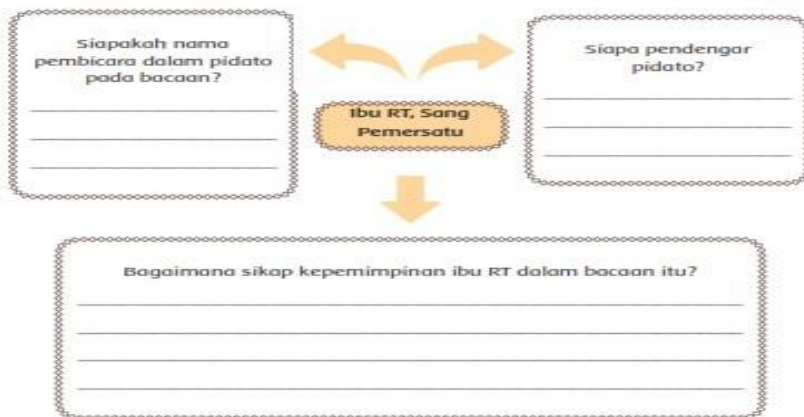 Siapakah nama
pembicara dalam pidato
pada bacaan?
Siapa pendengar
pidato?
Ibu RT, Sang
Pemersatu
Bagaimana sikap kepemimpinan ibu RT dalam bacaan itu?